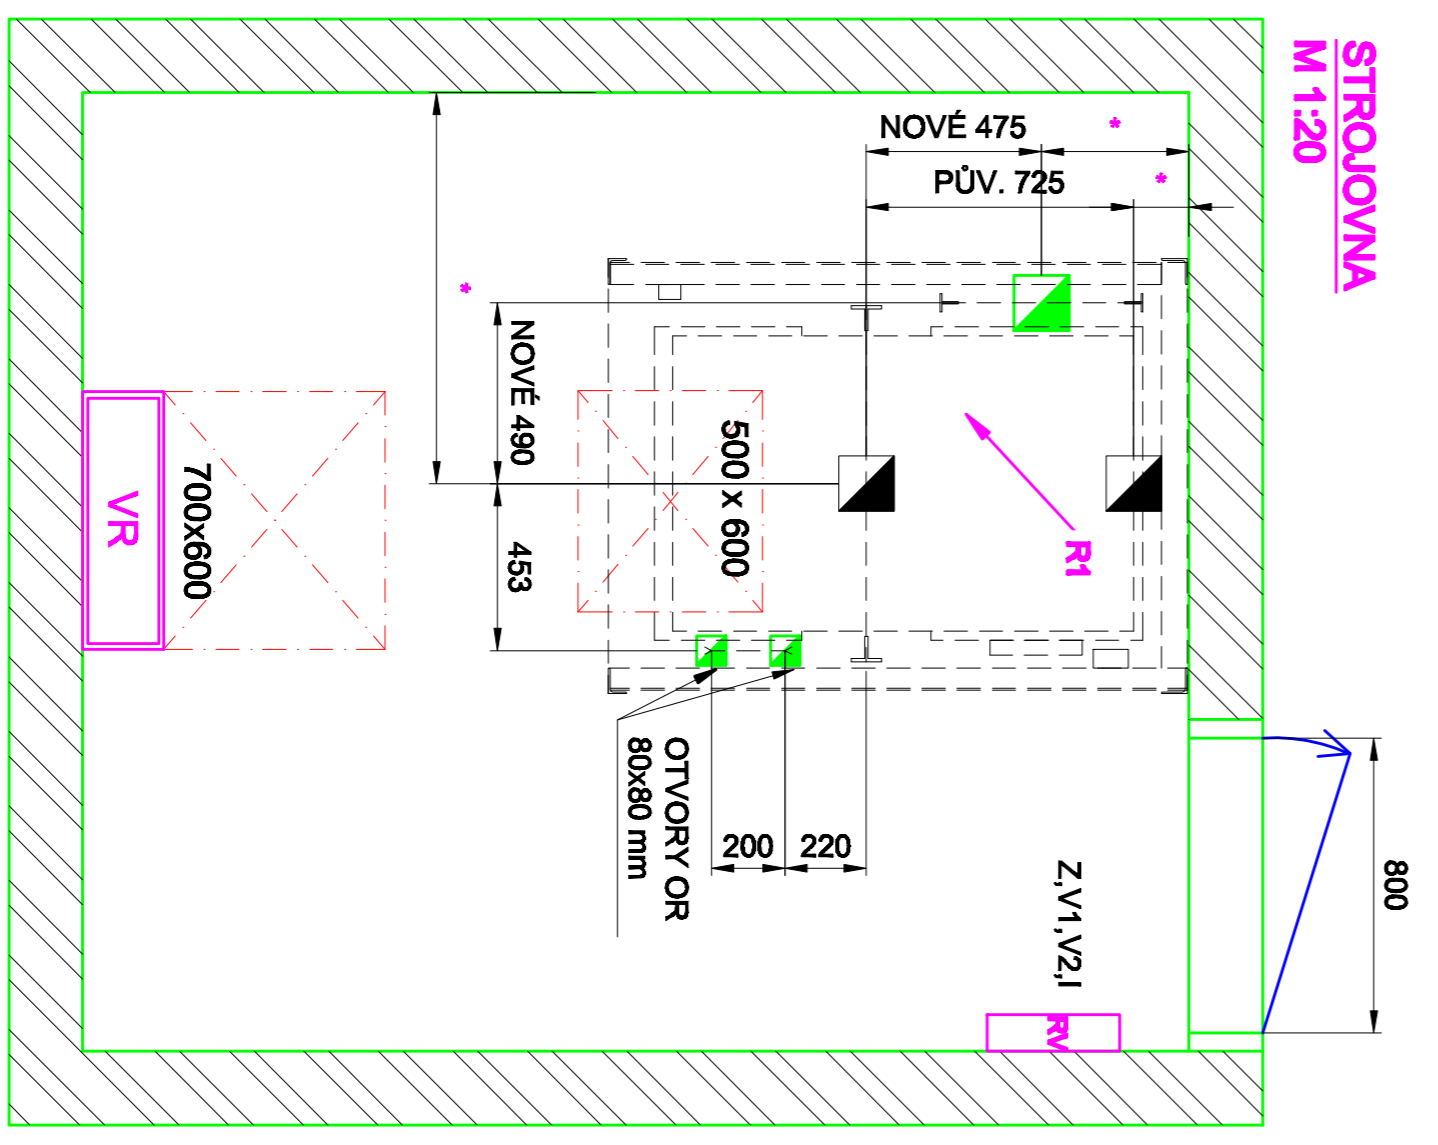 STROJOVNA
M 1:20
NOVÉ 475
*
PŮV. 725
*
*
NOVÉ 490
453
500 x 600
700x600
VR
R1
OTVORY OR
80x80 mm
200
220
800
Z,V1,V2,I
RV